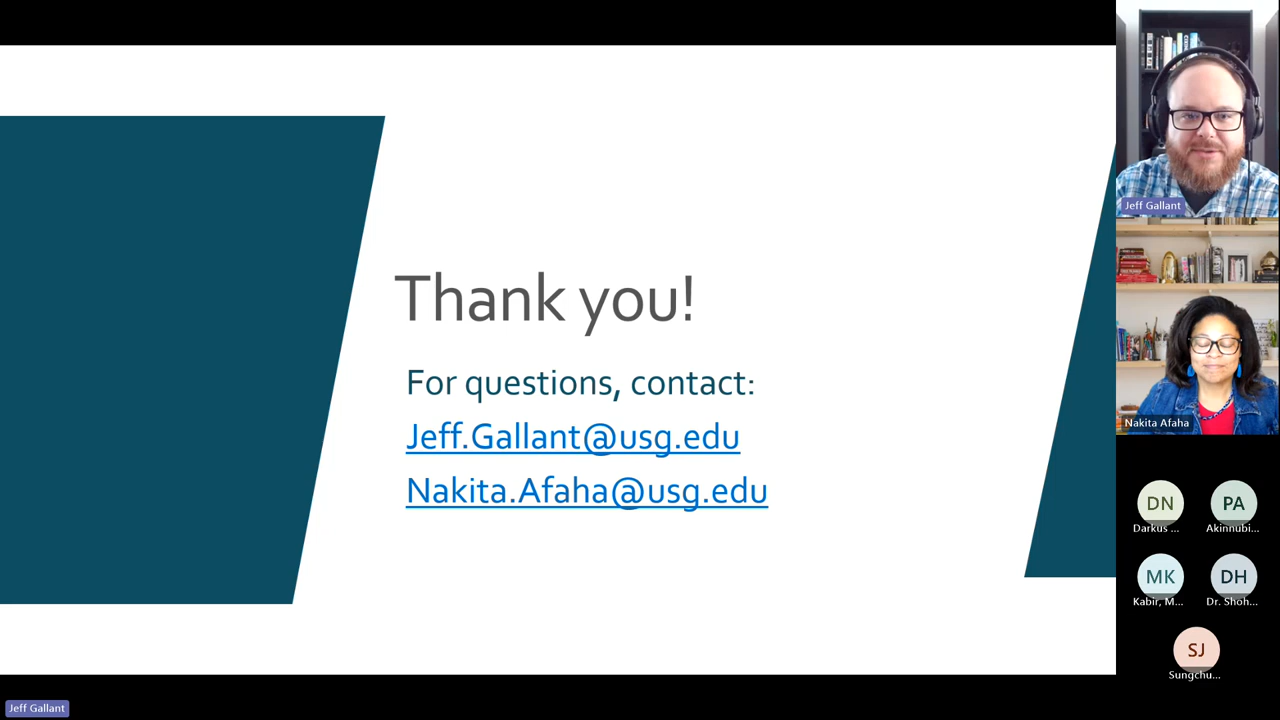 Thank you!
For questions, contact:
Jeff.Gallant@usg.edu
Nakita.Afaha@usg.edu
Jeff Gallant
Jeff Gallant
Nakita Afaha
DN
Darkus ...
PA
Akinnubi...
MK
Kabir, M...
DH
Dr. Shoh...
SJ
Sungchu...